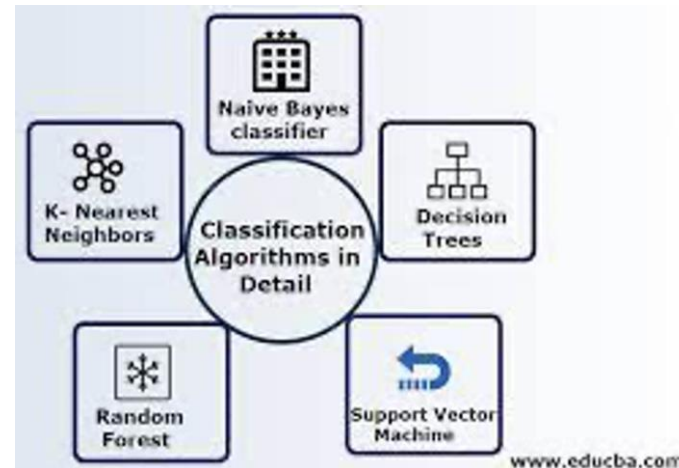 Naive Bayes
classifier
K- Nearest
Neighbors
Decision
Trees
Classification
Algorithms in
Detail
Random
Forest
Support Vector
Machine
www.educba.com